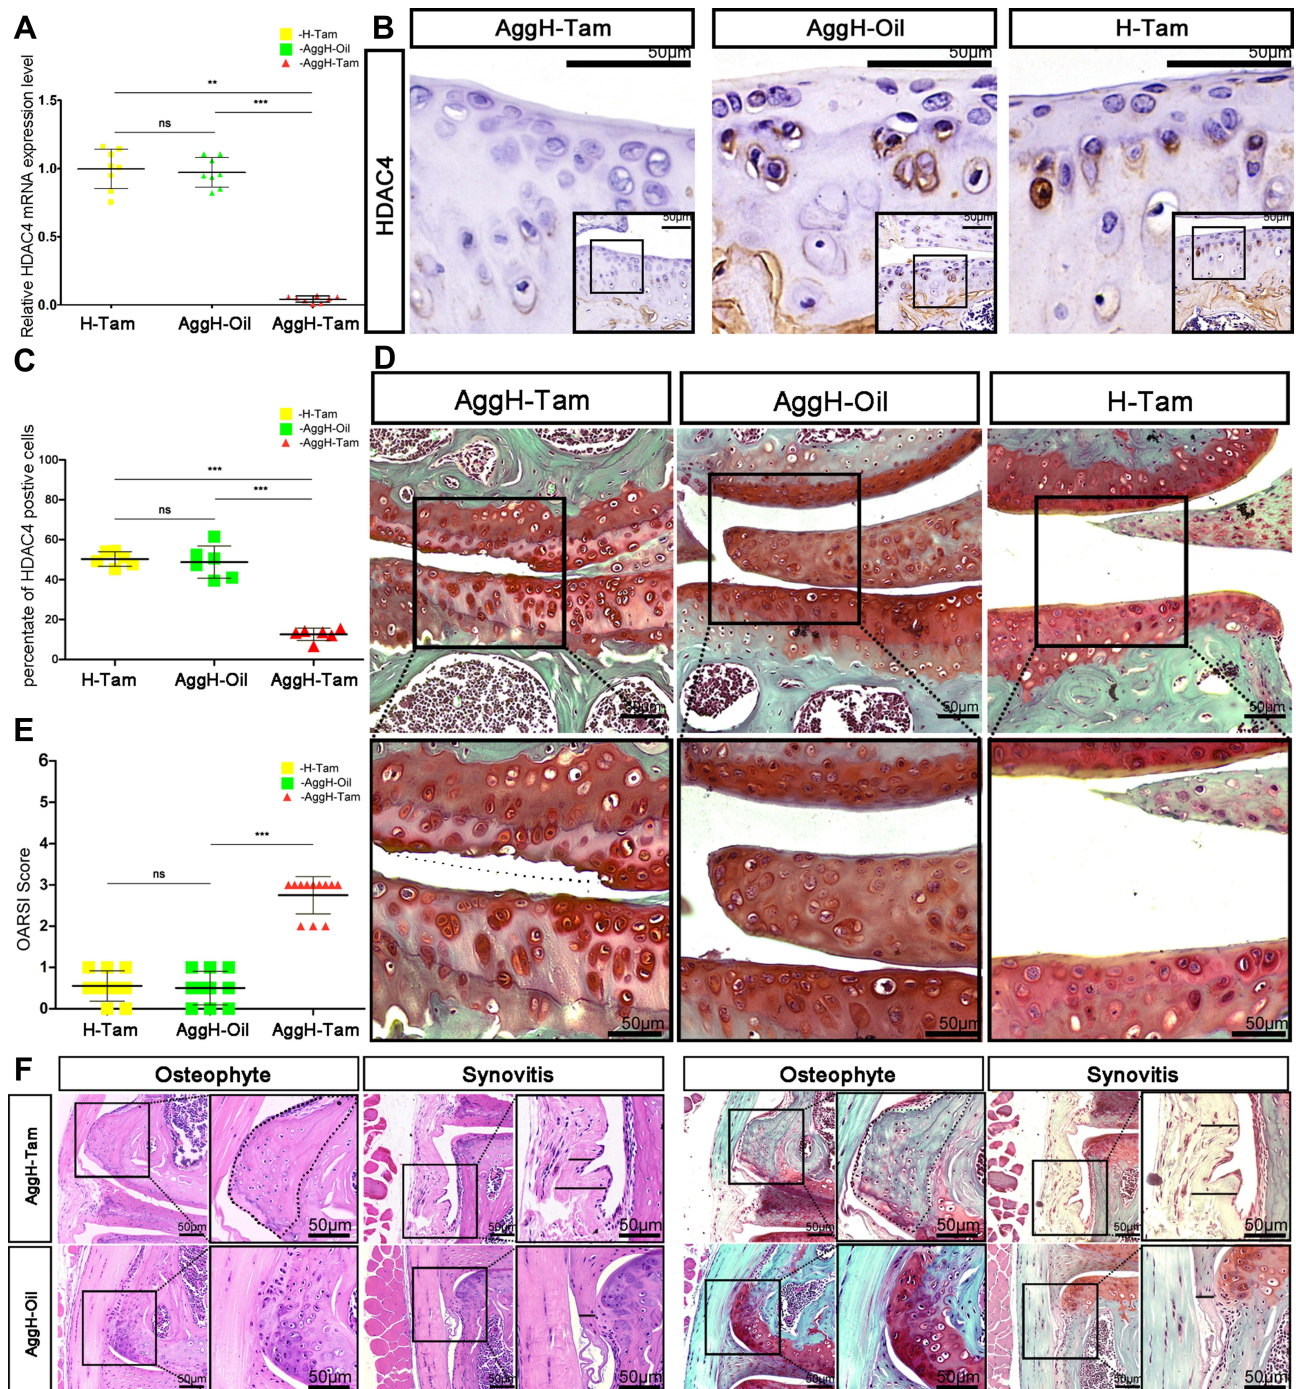 A
-H-Tam
-AggH-Oil
-AggH-Tam
Relative HDAC4 mRNA expression level
1.5
1.0
0.5
0.0
**
***
ns
H-Tam
AggH-Oil
AggH-Tam
B
AggH-Tam
AggH-Oil
H-Tam
HDAC4
50μm
50μm
50μm
50μm
50μm
50μm
C
-H-Tam
-AggH-Oil
-AggH-Tam
percentate of HDAC4 postive cells
100
80
60
40
20
0
***
***
ns
H-Tam
AggH-Oil
AggH-Tam
D
AggH-Tam
AggH-Oil
H-Tam
50μm
50μm
50μm
50μm
50μm
50μm
E
-H-Tam
-AggH-Oil
-AggH-Tam
OARSI Score
6
5
4
3
2
1
0
***
ns
H-Tam
AggH-Oil
AggH-Tam
F
Osteophyte
Synovitis
Osteophyte
Synovitis
AggH-Tam
50μm
50μm
50μm
50μm
50μm
50μm
50μm
50μm
AggH-Oil
50μm
50μm
50μm
50μm
50μm
50μm
50μm
50μm